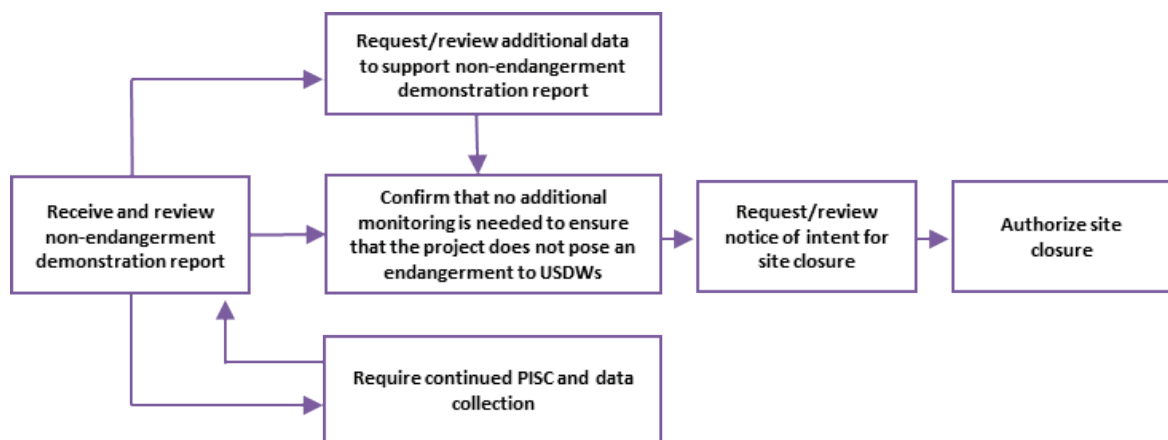 Request/review additional data
to support non-endangerment
demonstration report
Receive and review
non-endangerment
demonstration report
Confirm that no additional
monitoring is needed to ensure
that the project does not pose an
endangerment to USDWs
Request/review
notice of intent for
site closure
Authorize site
closure
Require continued PISC and data
collection